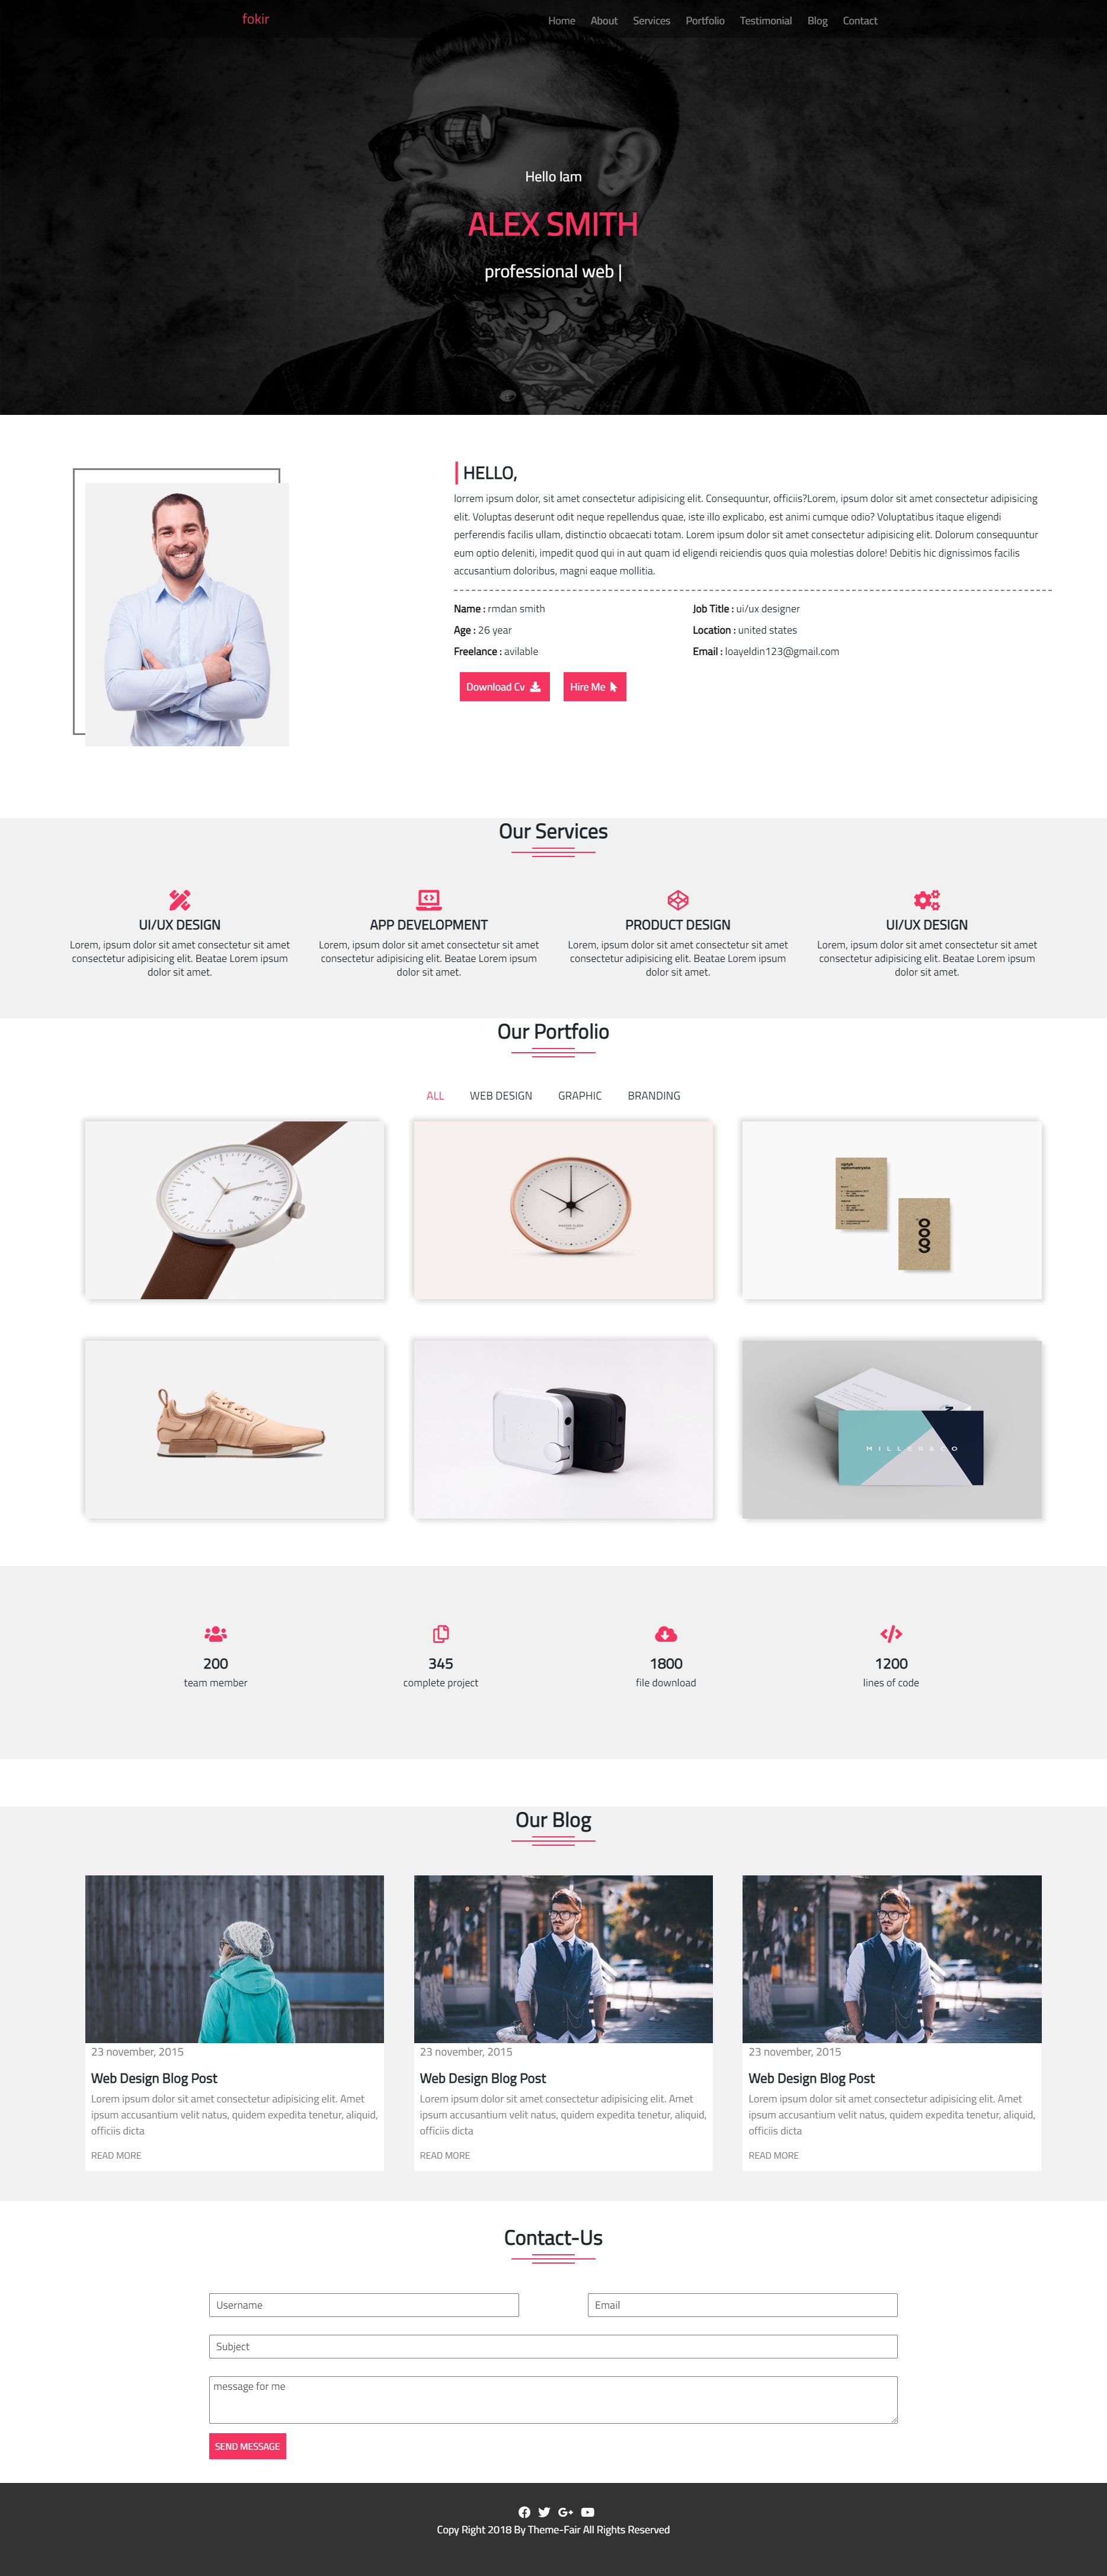 fokir
Home About Services Portfolio Testimonial Blog Contact
Hello Iam
ALEX SMITH
professional web |
HELLO,
lorrem ipsum dolor, sit amet consectetur adipisicing elit. Consequuntur, officiis?Lorem, ipsum dolor sit amet consectetur adipisicing
elit. Voluptas deserunt odit neque repellendus quae, iste illo explicabo, est animi cumque odio? Voluptatibus itaque eligendi
perferendis facilis ullam, distinctio obcaecati totam. Lorem ipsum dolor sit amet consectetur adipisicing elit. Dolorum consequuntur
eum optio deleniti, impedit quod qui in aut quam id eligendi reiciendis quos quia molestias dolore! Debitis hic dignissimos facilis
accusantium doloribus, magni eaque mollitia.
Name : rmdan smith
Job Title : ui/ux designer
Age : 26 year
Location : united states
Freelance : avilable
Email : loayeldin123@gmail.com
Download Cv
Hire Me
Our Services
UI/UX DESIGN
Lorem, ipsum dolor sit amet consectetur sit amet
consectetur adipisicing elit. Beatae Lorem ipsum
dolor sit amet.
APP DEVELOPMENT
Lorem, ipsum dolor sit amet consectetur sit amet
consectetur adipisicing elit. Beatae Lorem ipsum
dolor sit amet.
PRODUCT DESIGN
Lorem, ipsum dolor sit amet consectetur sit amet
consectetur adipisicing elit. Beatae Lorem ipsum
dolor sit amet.
UI/UX DESIGN
Lorem, ipsum dolor sit amet consectetur sit amet
consectetur adipisicing elit. Beatae Lorem ipsum
dolor sit amet.
Our Portfolio
ALL WEB DESIGN GRAPHIC BRANDING
MILLER&CO
200
team member
345
complete project
1800
file download
1200
lines of code
Our Blog
23 november, 2015
Web Design Blog Post
Lorem ipsum dolor sit amet consectetur adipisicing elit. Amet
ipsum accusantium velit natus, quidem expedita tenetur, aliquid,
officiis dicta
READ MORE
23 november, 2015
Web Design Blog Post
Lorem ipsum dolor sit amet consectetur adipisicing elit. Amet
ipsum accusantium velit natus, quidem expedita tenetur, aliquid,
officiis dicta
READ MORE
23 november, 2015
Web Design Blog Post
Lorem ipsum dolor sit amet consectetur adipisicing elit. Amet
ipsum accusantium velit natus, quidem expedita tenetur, aliquid,
officiis dicta
READ MORE
Contact-Us
Username
Email
Subject
message for me
SEND MESSAGE
Copy Right 2018 By Theme-Fair All Rights Reserved